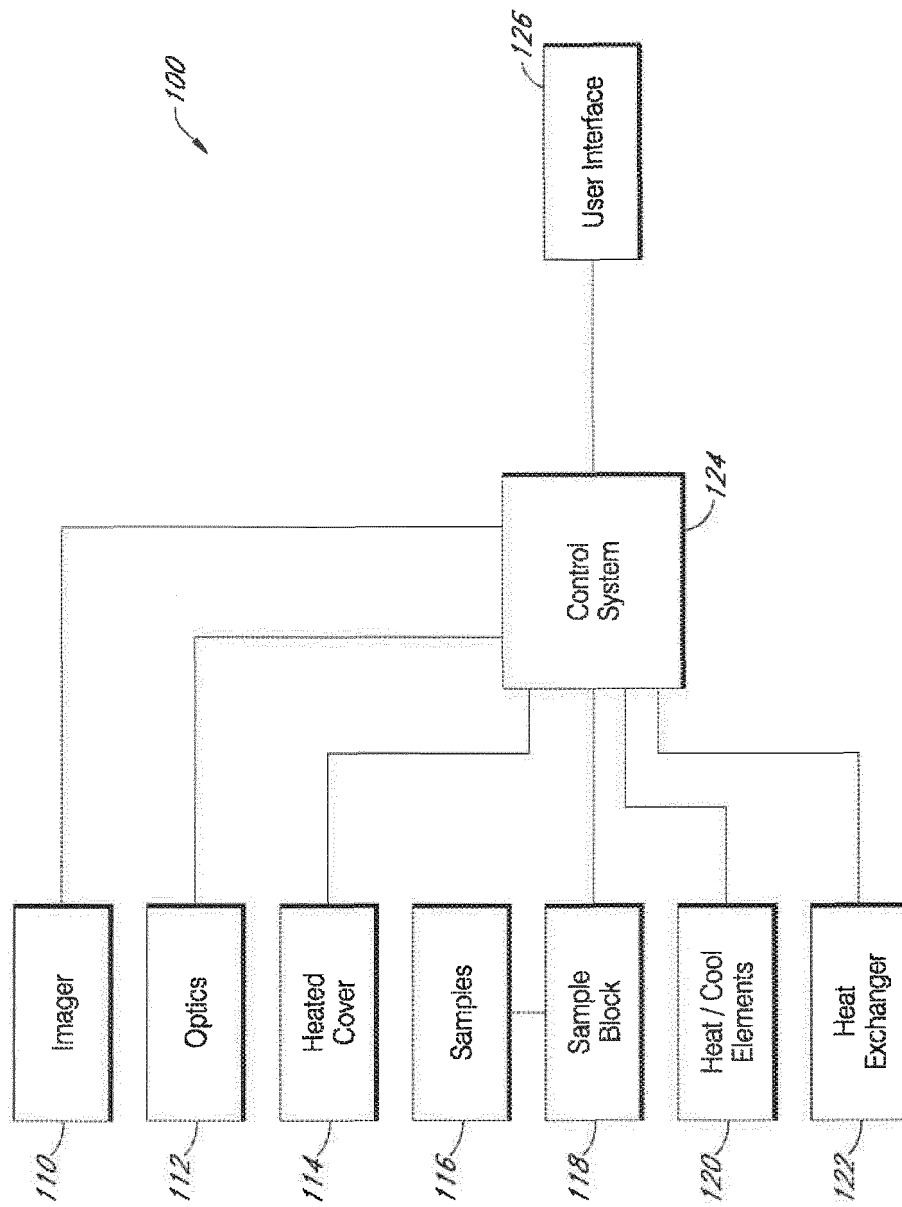 100
110
Imager
112
Optics
114
Heated
Cover
116
Samples
118
Sample
Block
120
Heat / Cool
Elements
122
Heat
Exchanger
Control
System
124
User Interface
126